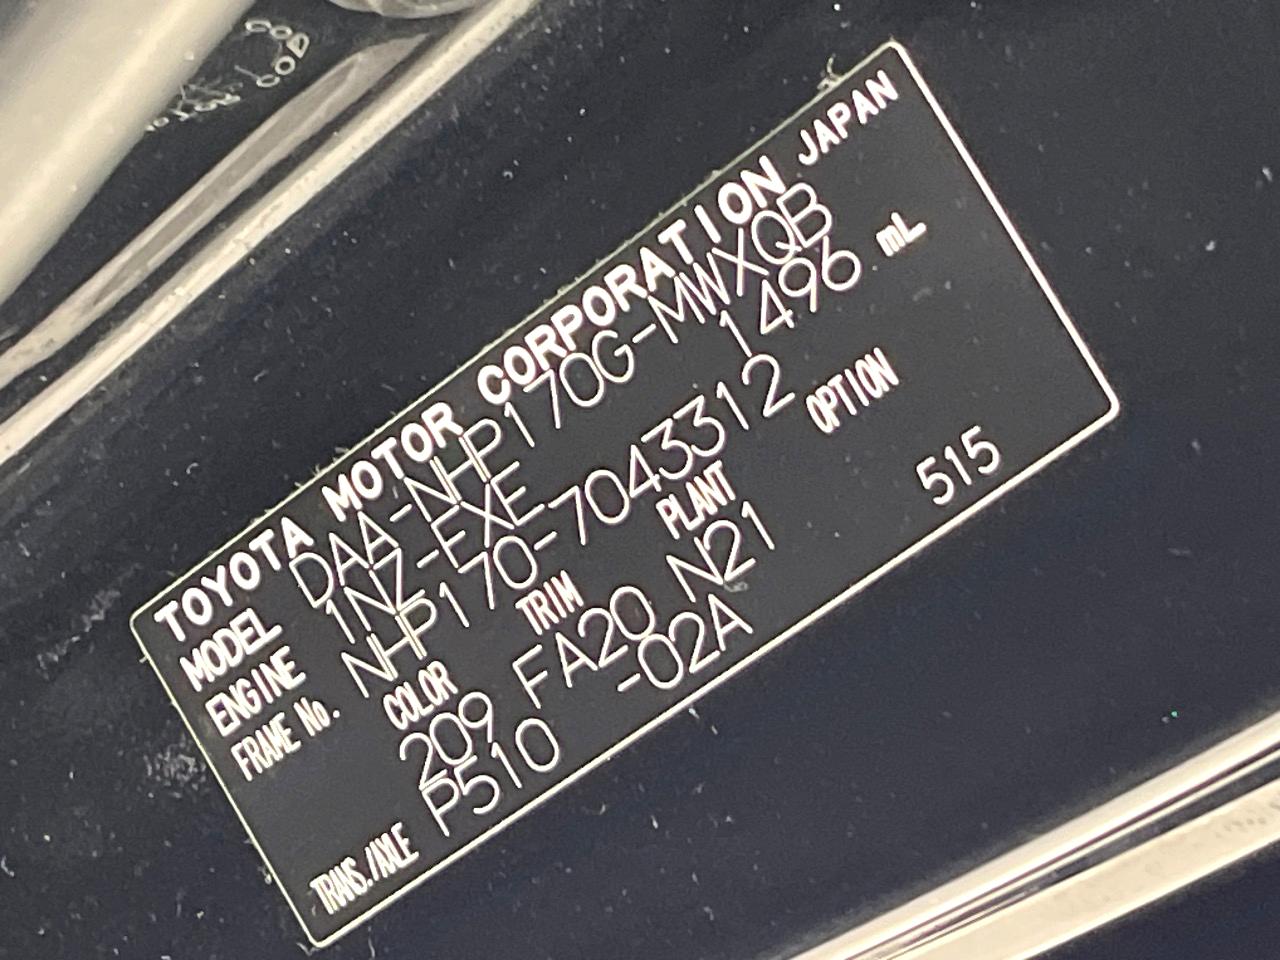 TOYOTA MOTOR CORPORATION JAPAN
MODEL DAA-NHP170G-MWXQB
ENGINE 1NZ-FXE 1496 mL
FRAME No. NHP170-7043312
COLOR TRIM PLANT OPTION
209 FA20 N21 515
TRANS./AXLE P510 -02A